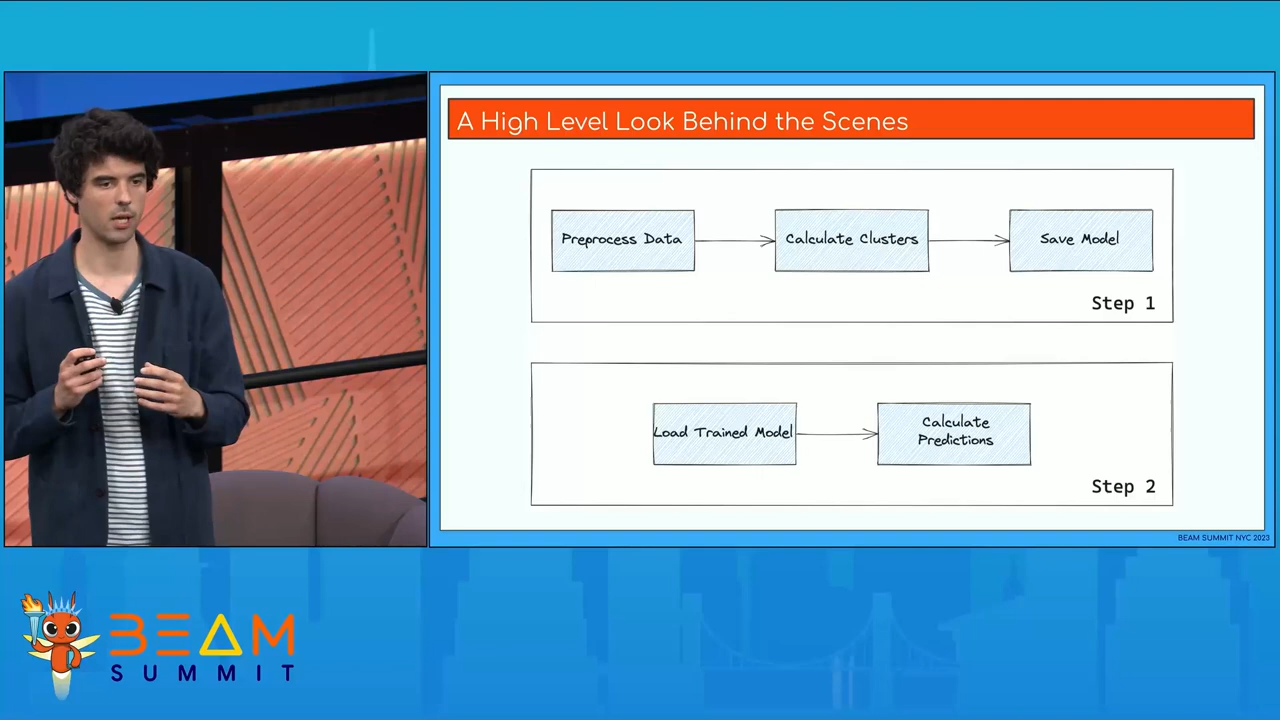 A High Level Look Behind the Scenes
Preprocess Data
Calculate Clusters
Save Model
Step 1
Load Trained Model
Calculate
Predictions
Step 2
BEAM SUMMIT NYC 2023
BEAM
SUMMIT